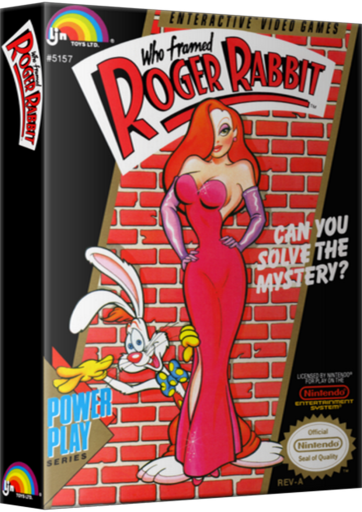 Who framed
ROGER RABBIT
LJN
TOYS LTD.
ENTERACTIVE VIDEO GAMES
#5157
Who framed
ROGER RABBIT
TM
CAN YOU
SOLVE THE
MYSTERY?
LICENSED BY NINTENDO®
FOR PLAY ON THE
Nintendo
ENTERTAINMENT
SYSTEM®
POWER
PLAY
SERIES
Official
Nintendo
Seal of Quality
REV-A
LJN
TOYS LTD.